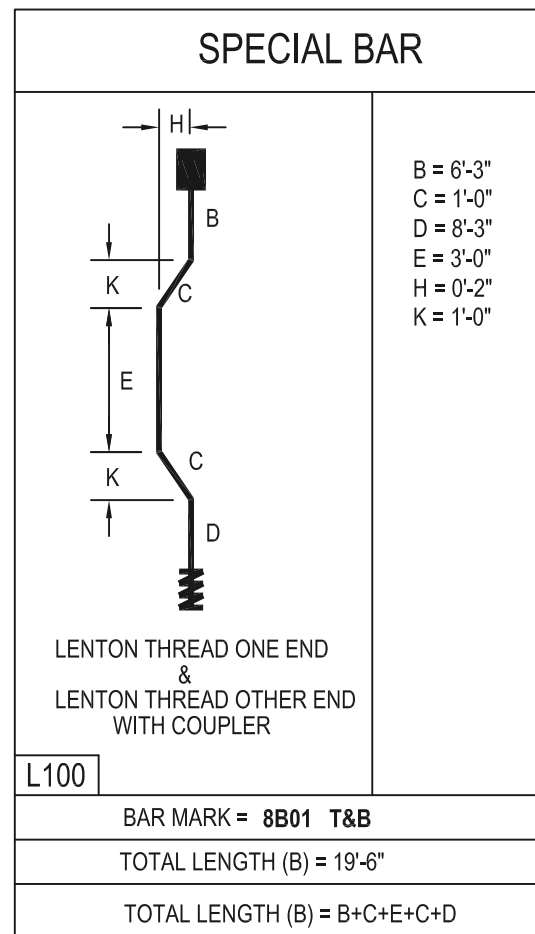 SPECIAL BAR
H
B
K
C
E
C
K
D
B = 6'-3"
C = 1'-0"
D = 8'-3"
E = 3'-0"
H = 0'-2"
K = 1'-0"
LENTON THREAD ONE END
&
LENTON THREAD OTHER END
WITH COUPLER
L100
BAR MARK = 8B01 T&B
TOTAL LENGTH (B) = 19'-6"
TOTAL LENGTH (B) = B+C+E+C+D